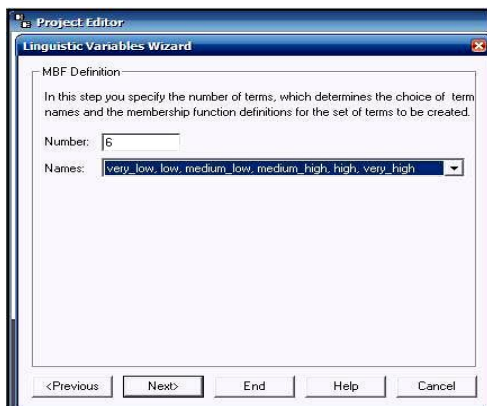 Project Editor
Linguistic Variables Wizard
MBF Definition
In this step you specify the number of terms, which determines the choice of term
names and the membership function definitions for the set of terms to be created.
Number: 6
Names: very_low, low, medium_low, medium_high, high, very_high
<Previous Next> End Help Cancel